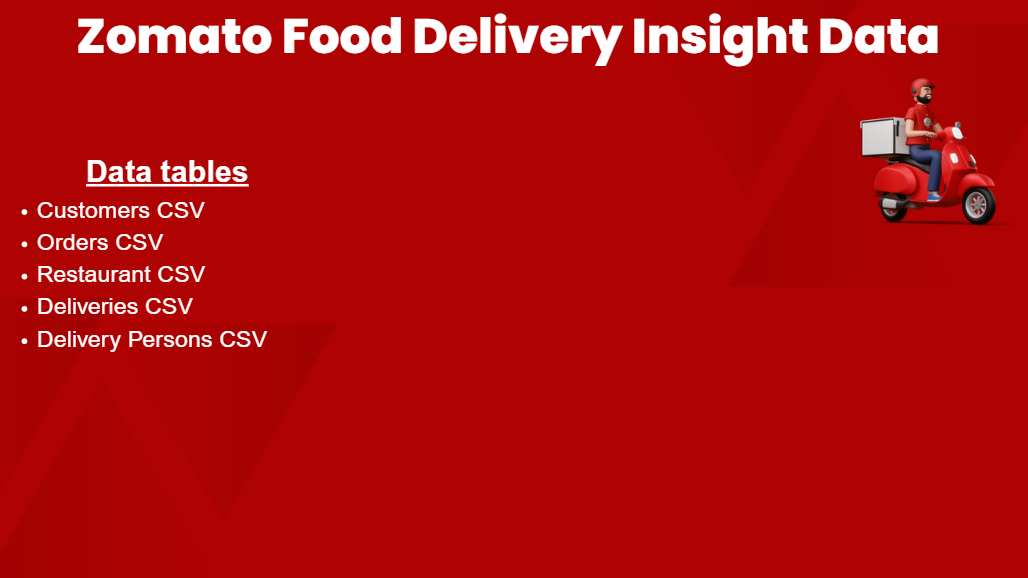 Zomato Food Delivery Insight Data
Data tables
• Customers CSV
• Orders CSV
• Restaurant CSV
• Deliveries CSV
• Delivery Persons CSV